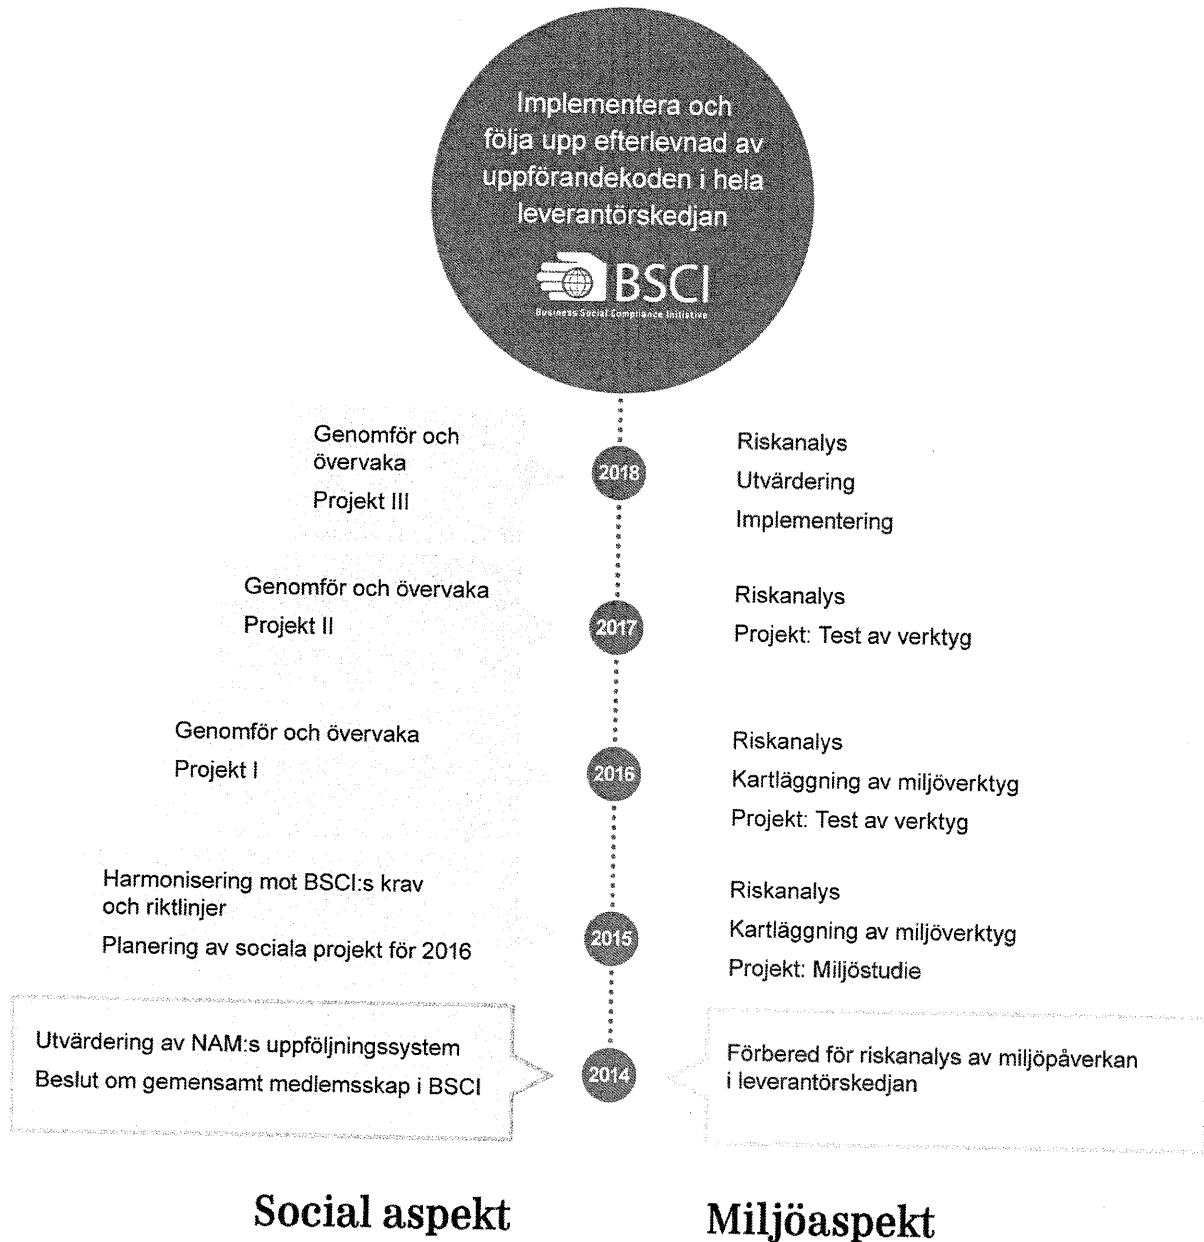 Implementera och
följa upp efterlevnad av
uppförandekoden i hela
leverantörskedjan
BSCI
Business Social Compliance Initiative
Genomför och
övervaka
Projekt III
2018
Riskanalys
Utvärdering
Implementering
Genomför och övervaka
Projekt II
2017
Riskanalys
Projekt: Test av verktyg
Genomför och övervaka
Projekt I
2016
Riskanalys
Kartläggning av miljöverktyg
Projekt: Test av verktyg
Harmonisering mot BSCI:s krav
och riktlinjer
Planering av sociala projekt för 2016
2015
Riskanalys
Kartläggning av miljöverktyg
Projekt: Miljöstudie
Utvärdering av NAM:s uppföljningssystem
Beslut om gemensamt medlemsskap i BSCI
2014
Förbered för riskanalys av miljöpåverkan
i leverantörskedjan
Social aspekt
Miljöaspekt